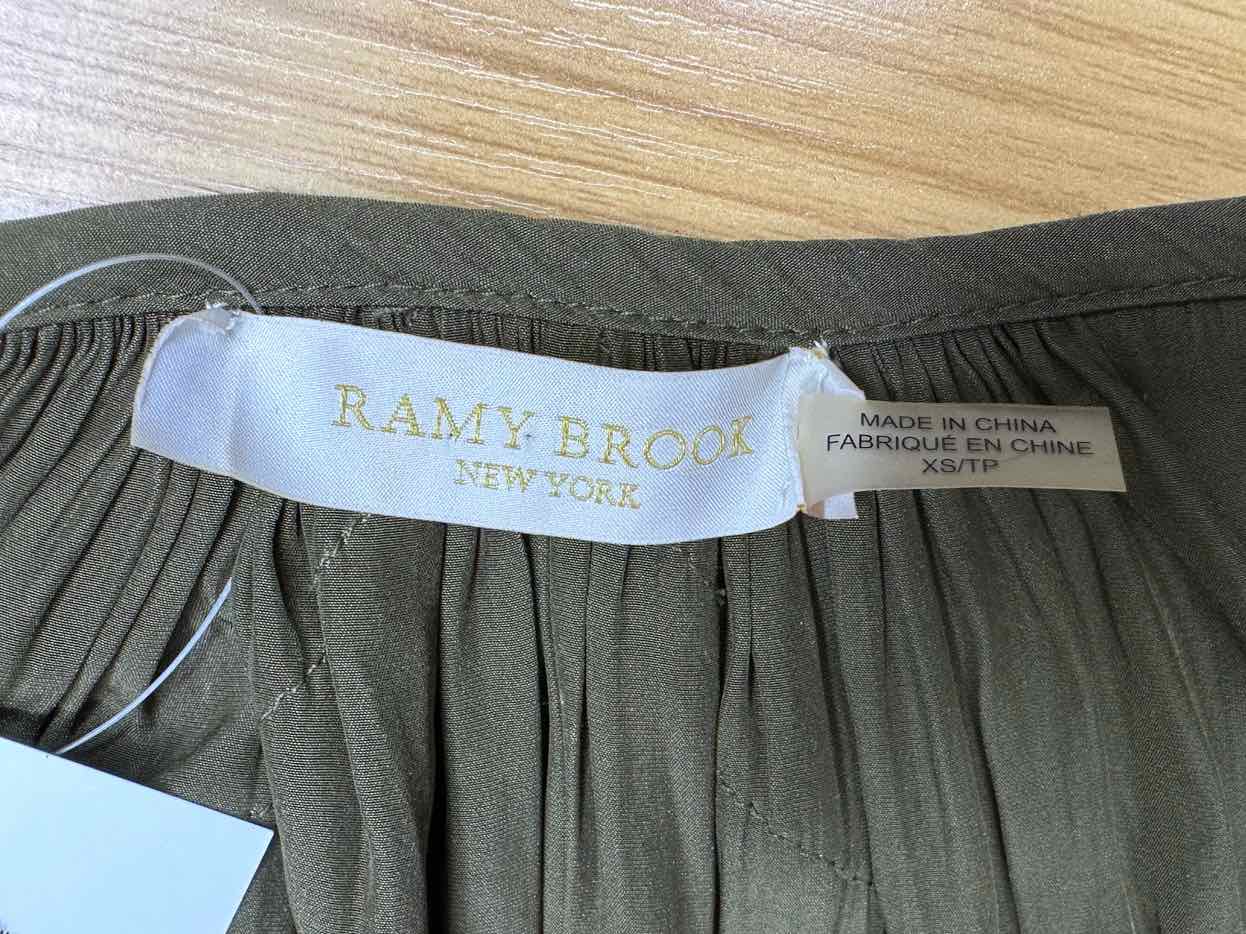 RAMY BROOK
NEW YORK
MADE IN CHINA
FABRIQUÉ EN CHINE
XS/TP